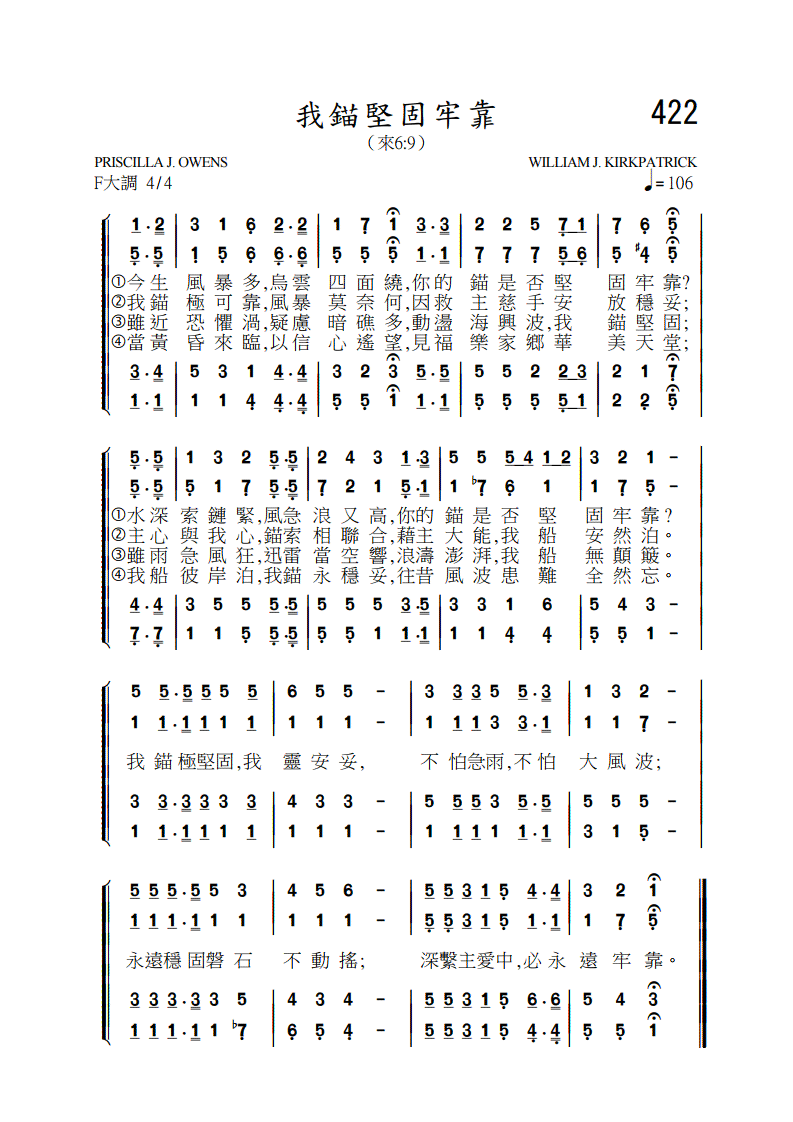 我錨堅固牢靠 422
（來6:9）
PRISCILLA J. OWENS WILLIAM J. KIRKPATRICK
F大調 4/4 ♩=106
1·2 | 3 1 6 2·2 | 1 7 1 3·3 | 2 2 5 7 1 | 7 6 5
5·5 | 1 5 6 6·6 | 5 5 5 1·1 | 7 7 7 5 6 | 5 #4 5
①今生 風暴多,烏雲 四面繞,你的 錨是否堅 固牢靠?
②我錨 極可靠,風暴 莫奈何,因救 主慈手安 放穩妥;
③雖近 恐懼渦,疑慮 暗礁多,動盪 海興波,我 錨堅固;
④當黃 昏來臨,以信 心遙望,見福 樂家鄉華 美天堂;
3·4 | 5 3 1 4·4 | 3 2 3 5·5 | 5 5 2 2 3 | 2 1 7
1·1 | 1 1 4 4·4 | 5 5 1 1·1 | 5 5 5 5 1 | 2 2 5
5·5 | 1 3 2 5·5 | 2 4 3 1·3 | 5 5 5 4 1 2 | 3 2 1 –
5·5 | 5 1 7 5·5 | 7 2 1 5·1 | 1 b7 6 1 | 5 5 5 –
①水深 索鏈緊,風急 浪又高,你的 錨是否堅 固牢靠?
②主心 與我心,錨索 相聯合,藉主 大能,我船 安然泊。
③雖雨 急風狂,迅雷 當空響,浪濤 澎湃,我船 無顛簸。
④我船 彼岸泊,我錨 永穩妥,往昔 風波患難 全然忘。
4·4 | 3 5 5 5·5 | 5 5 5 3·5 | 3 3 1 6 | 5 4 3 –
7·7 | 1 1 5 5·5 | 5 5 1 1·1 | 1 1 4 4 | 5 5 1 –
5 5·5 5 5 5 | 6 5 5 – | 3 3 3 5 5·3 | 1 3 2 –
1 1·1 1 1 1 | 1 1 1 – | 1 1 1 3 3·1 | 1 1 7 –
我 錨極堅固,我 靈安妥, 不怕急雨,不怕 大風波;
3 3·3 3 3 3 | 4 3 3 – | 5 5 5 3 5·5 | 5 5 5 –
1 1·1 1 1 1 | 1 1 1 – | 1 1 1 1 1·1 | 3 1 5 –
5 5 5·5 5 3 | 4 5 6 – | 5 5 3 1 5 4·4 | 3 2 1
1 1 1·1 1 1 | 1 1 1 – | 5 5 3 1 5 1·1 | 1 7 5
永遠穩固磐石 不動搖; 深繫主愛中,必永 遠牢靠。
3 3 3·3 3 5 | 4 3 4 – | 5 5 3 1 5 6·6 | 5 4 3
1 1 1·1 1 b7 | 6 5 4 – | 5 5 3 1 5 4·4 | 5 5 1